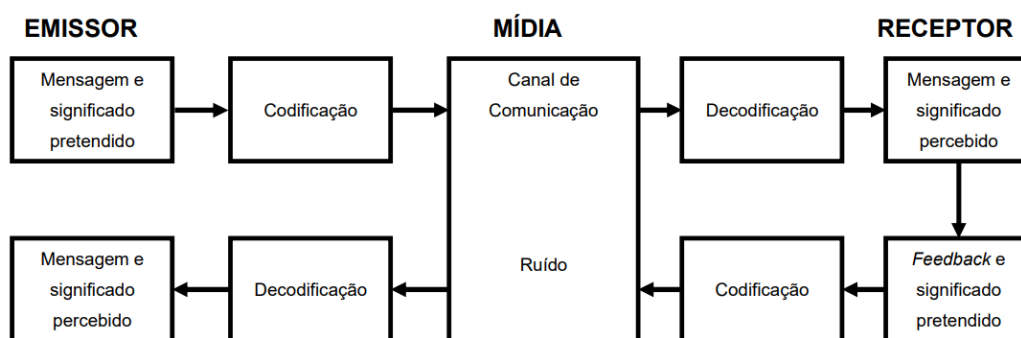 EMISSOR
MÍDIA
RECEPTOR
Mensagem e
significado
pretendido
Codificação
Canal de
Comunicação
Decodificação
Mensagem e
significado
percebido
Mensagem e
significado
percebido
Decodificação
Ruído
Codificação
Feedback e
significado
pretendido